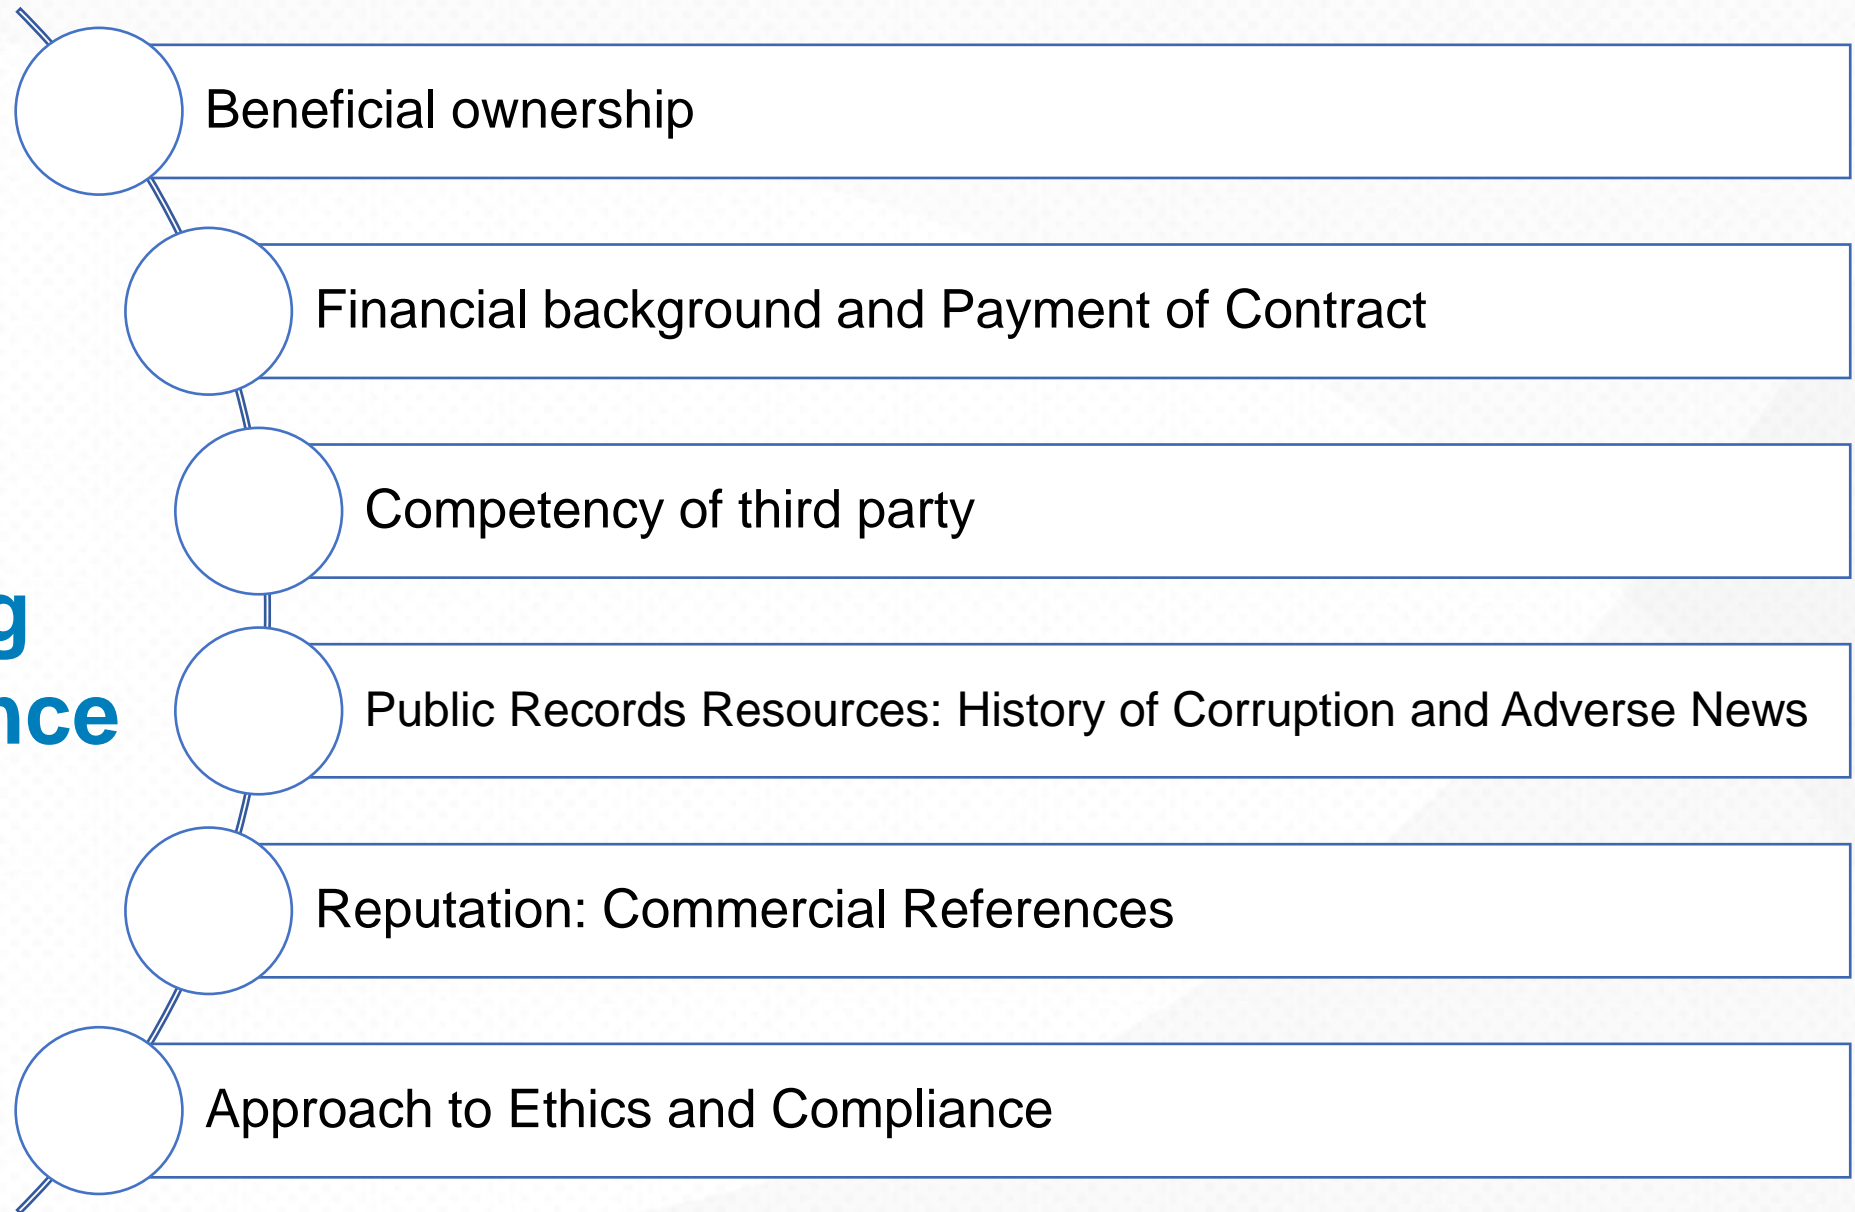 Beneficial ownership
Financial background and Payment of Contract
Competency of third party
Public Records Resources: History of Corruption and Adverse News
Reputation: Commercial References
Approach to Ethics and Compliance